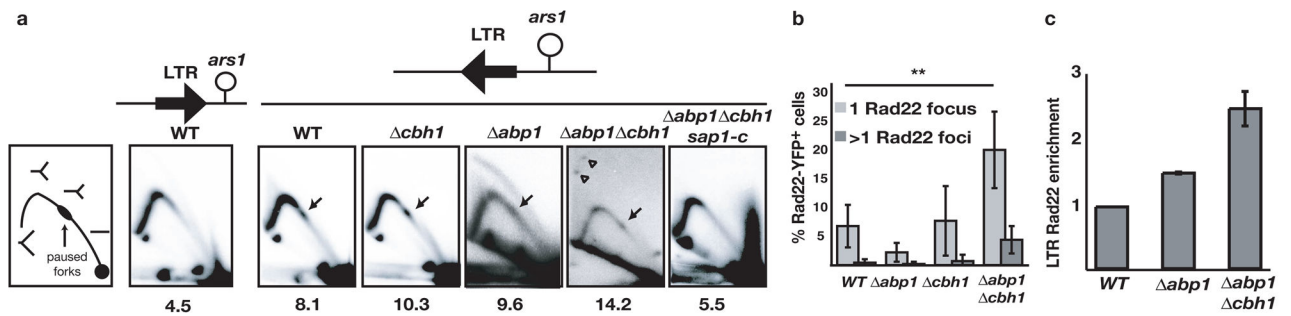 a
LTR
ars1
LTR
ars1
WT
WT
Δcbh1
Δabp1
Δabp1Δcbh1
Δabp1Δcbh1
sap1-c
paused
forks
4.5
8.1
10.3
9.6
14.2
5.5
b
**
% Rad22-YFP+ cells
30
25
20
15
10
5
1 Rad22 focus
>1 Rad22 foci
WT Δabp1 Δcbh1 Δabp1
Δcbh1
c
LTR Rad22 enrichment
3
2
1
WT Δabp1 Δabp1
Δcbh1